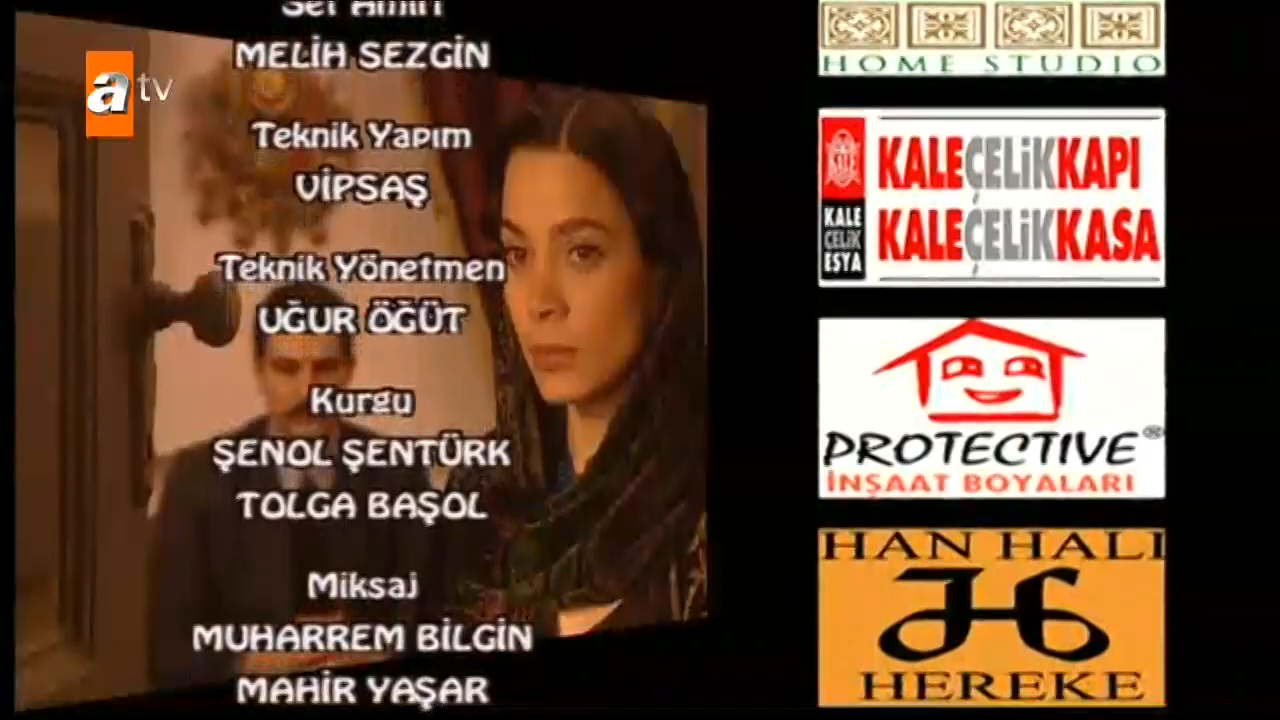 atv
Set Amiri
MELİH SEZGİN
Teknik Yapım
VİPSAŞ
Teknik Yönetmen
UĞUR ÖĞÜT
Kurgu
ŞENOL ŞENTÜRK
TOLGA BAŞOL
Miksaj
MUHARREM BİLGİN
MAHİR YAŞAR
HOME STUDIO
KALE
KALE
ÇELİK
EŞYA
KALEÇELİKKAPI
KALEÇELİKKASA
PROTECTIVE®
İNŞAAT BOYALARI
HAN HALI
HEREKE